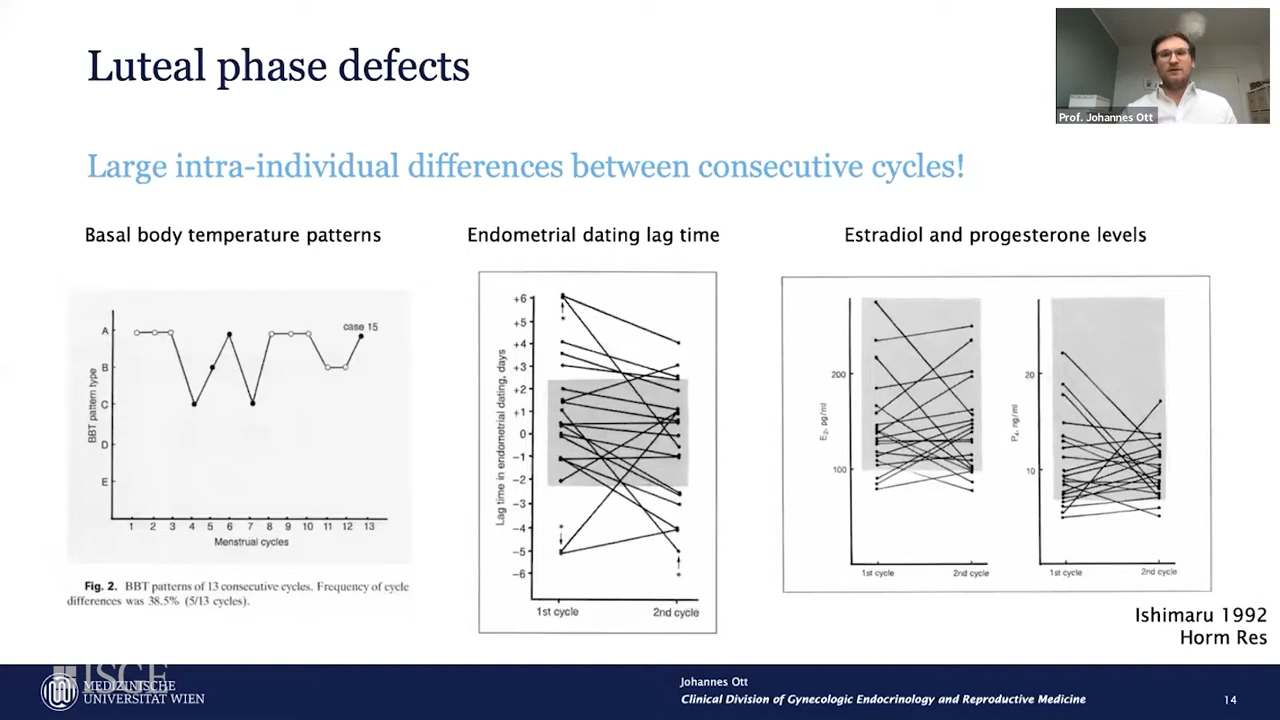 Luteal phase defects
Prof. Johannes Ott
Large intra-individual differences between consecutive cycles!
Basal body temperature patterns
A
B
C
D
E
BBT pattern type
case 15
1 2 3 4 5 6 7 8 9 10 11 12 13
Menstrual cycles
Fig. 2. BBT patterns of 13 consecutive cycles. Frequency of cycle
differences was 38.5% (5/13 cycles).
Endometrial dating lag time
Lag time in endometrial dating, days
+6
+5
+4
+3
+2
+1
0
−1
−2
−3
−4
−5
−6
*
*
*
1st cycle 2nd cycle
Estradiol and progesterone levels
E2, pg/ml
200
100
1st cycle 2nd cycle
P4, ng/ml
20
10
1st cycle 2nd cycle
Ishimaru 1992
Horm Res
ISGE
MEDIZINISCHE
UNIVERSITÄT WIEN
Johannes Ott
Clinical Division of Gynecologic Endocrinology and Reproductive Medicine
14